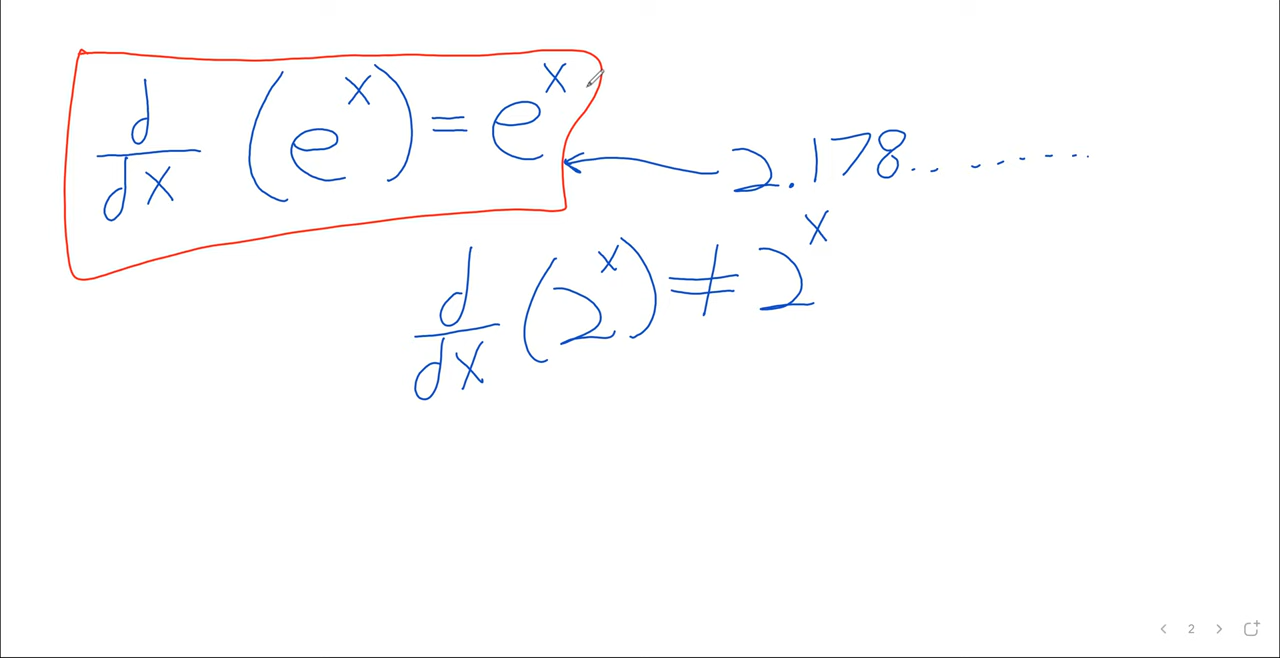 d/dx (e^x) = e^x
2.178...........
d/dx (2^x) ≠ 2^x
2